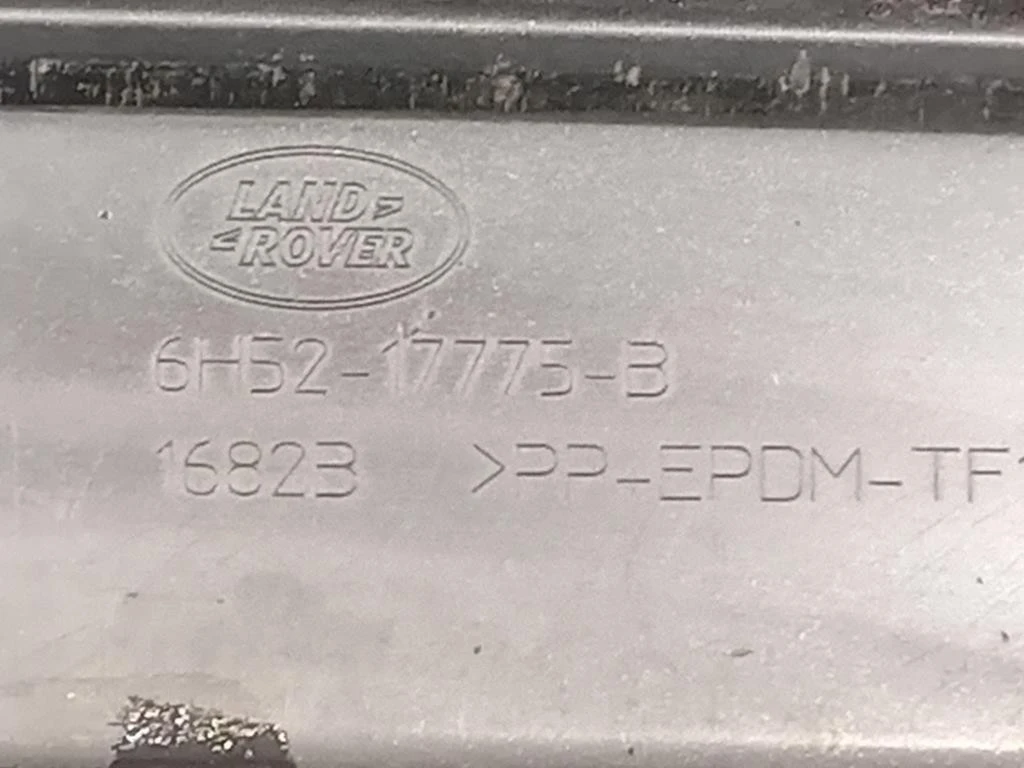 LAND
ROVER
6H52-17775-B
16823 >PP-EPDM-TF